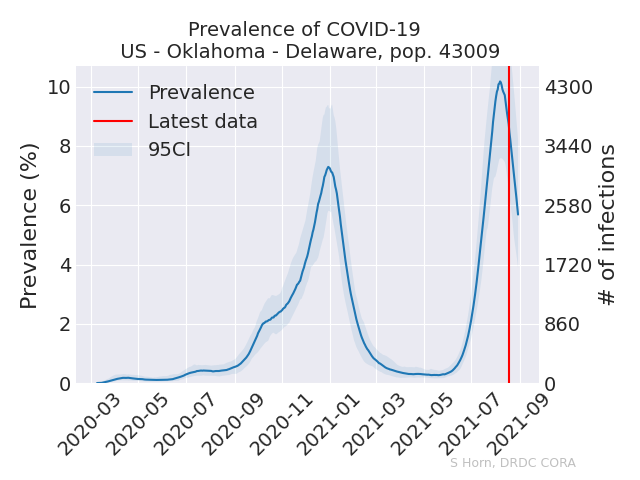 Prevalence of COVID-19
US - Oklahoma - Delaware, pop. 43009
Prevalence
Latest data
95CI
Prevalence (%)
10
8
6
4
2
0
# of infections
4300
3440
2580
1720
860
0
2020-03
2020-05
2020-07
2020-09
2020-11
2021-01
2021-03
2021-05
2021-07
2021-09
S Horn, DRDC CORA